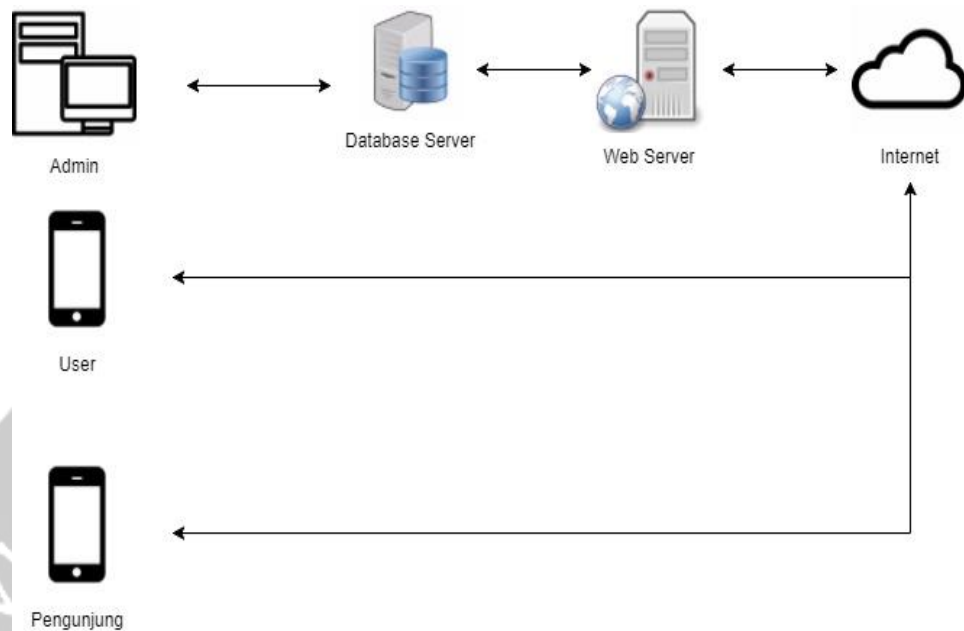 Admin
Database Server
Web Server
Internet
User
Pengunjung